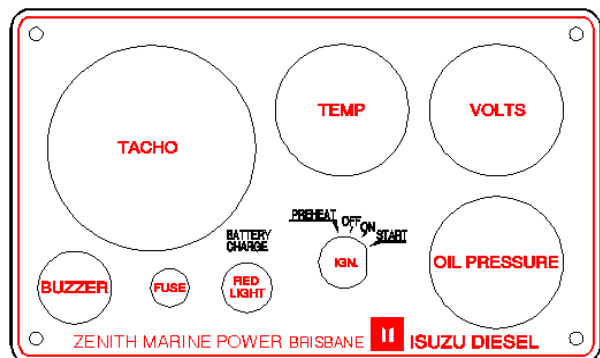 TEMP
VOLTS
TACHO
PREHEAT
OFF
ON
START
BATTERY
CHARGE
IGN.
OIL PRESSURE
BUZZER
FUSE
RED
LIGHT
ZENITH MARINE POWER BRISBANE ISUZU DIESEL